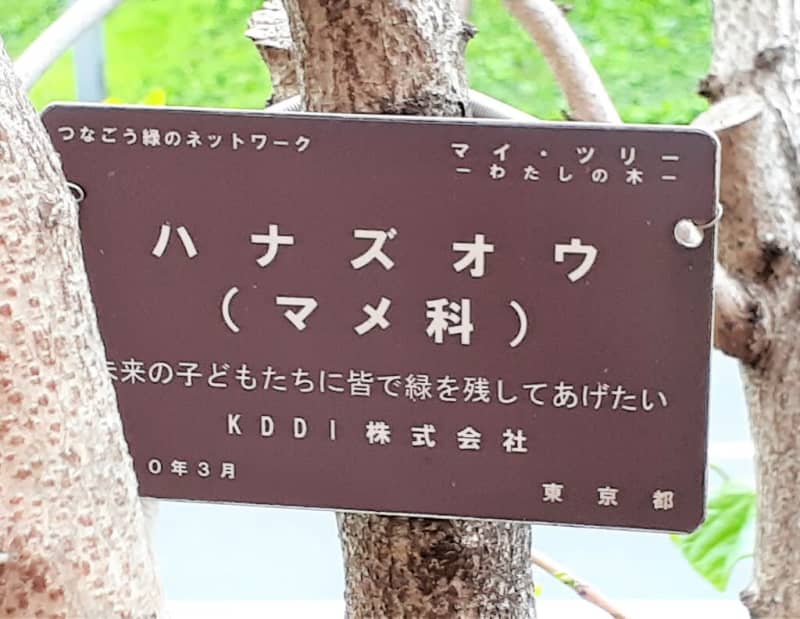 つなごう緑のネットワーク
マイ・ツリー
ーわたしの木ー
ハナズオウ
(マメ科)
未来の子どもたちに皆で緑を残してあげたい
KDDI株式会社
0年3月
東京都